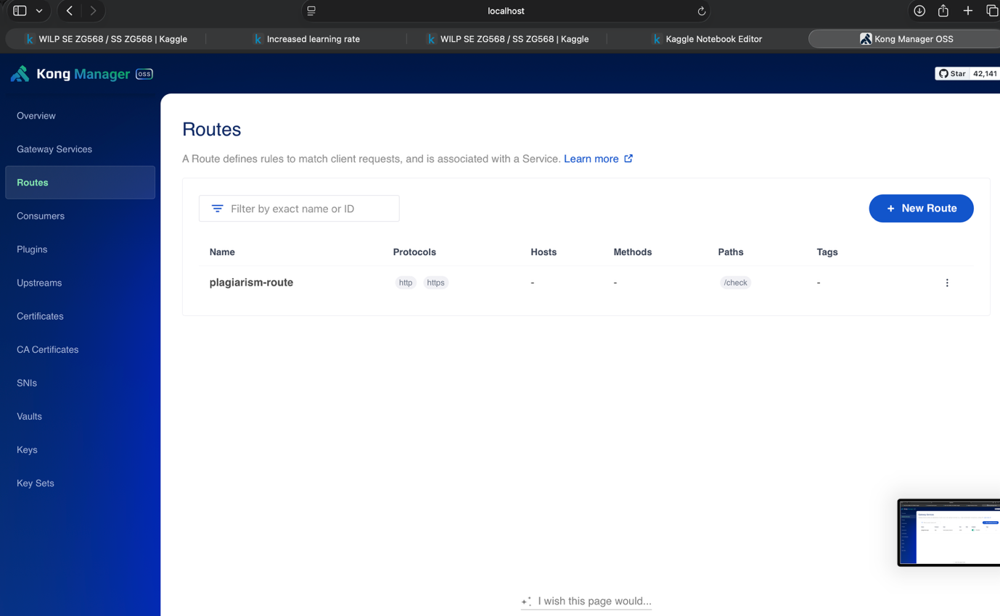 localhost
WILP SE ZG568 / SS ZG568 | Kaggle
Increased learning rate
WILP SE ZG568 / SS ZG568 | Kaggle
Kaggle Notebook Editor
Kong Manager OSS
Kong Manager OSS
Star 42,141
Overview
Gateway Services
Routes
Consumers
Plugins
Upstreams
Certificates
CA Certificates
SNIs
Vaults
Keys
Key Sets
Routes
A Route defines rules to match client requests, and is associated with a Service. Learn more
Filter by exact name or ID
+ New Route
Name Protocols Hosts Methods Paths Tags
plagiarism-route http https - - /check -
I wish this page would...